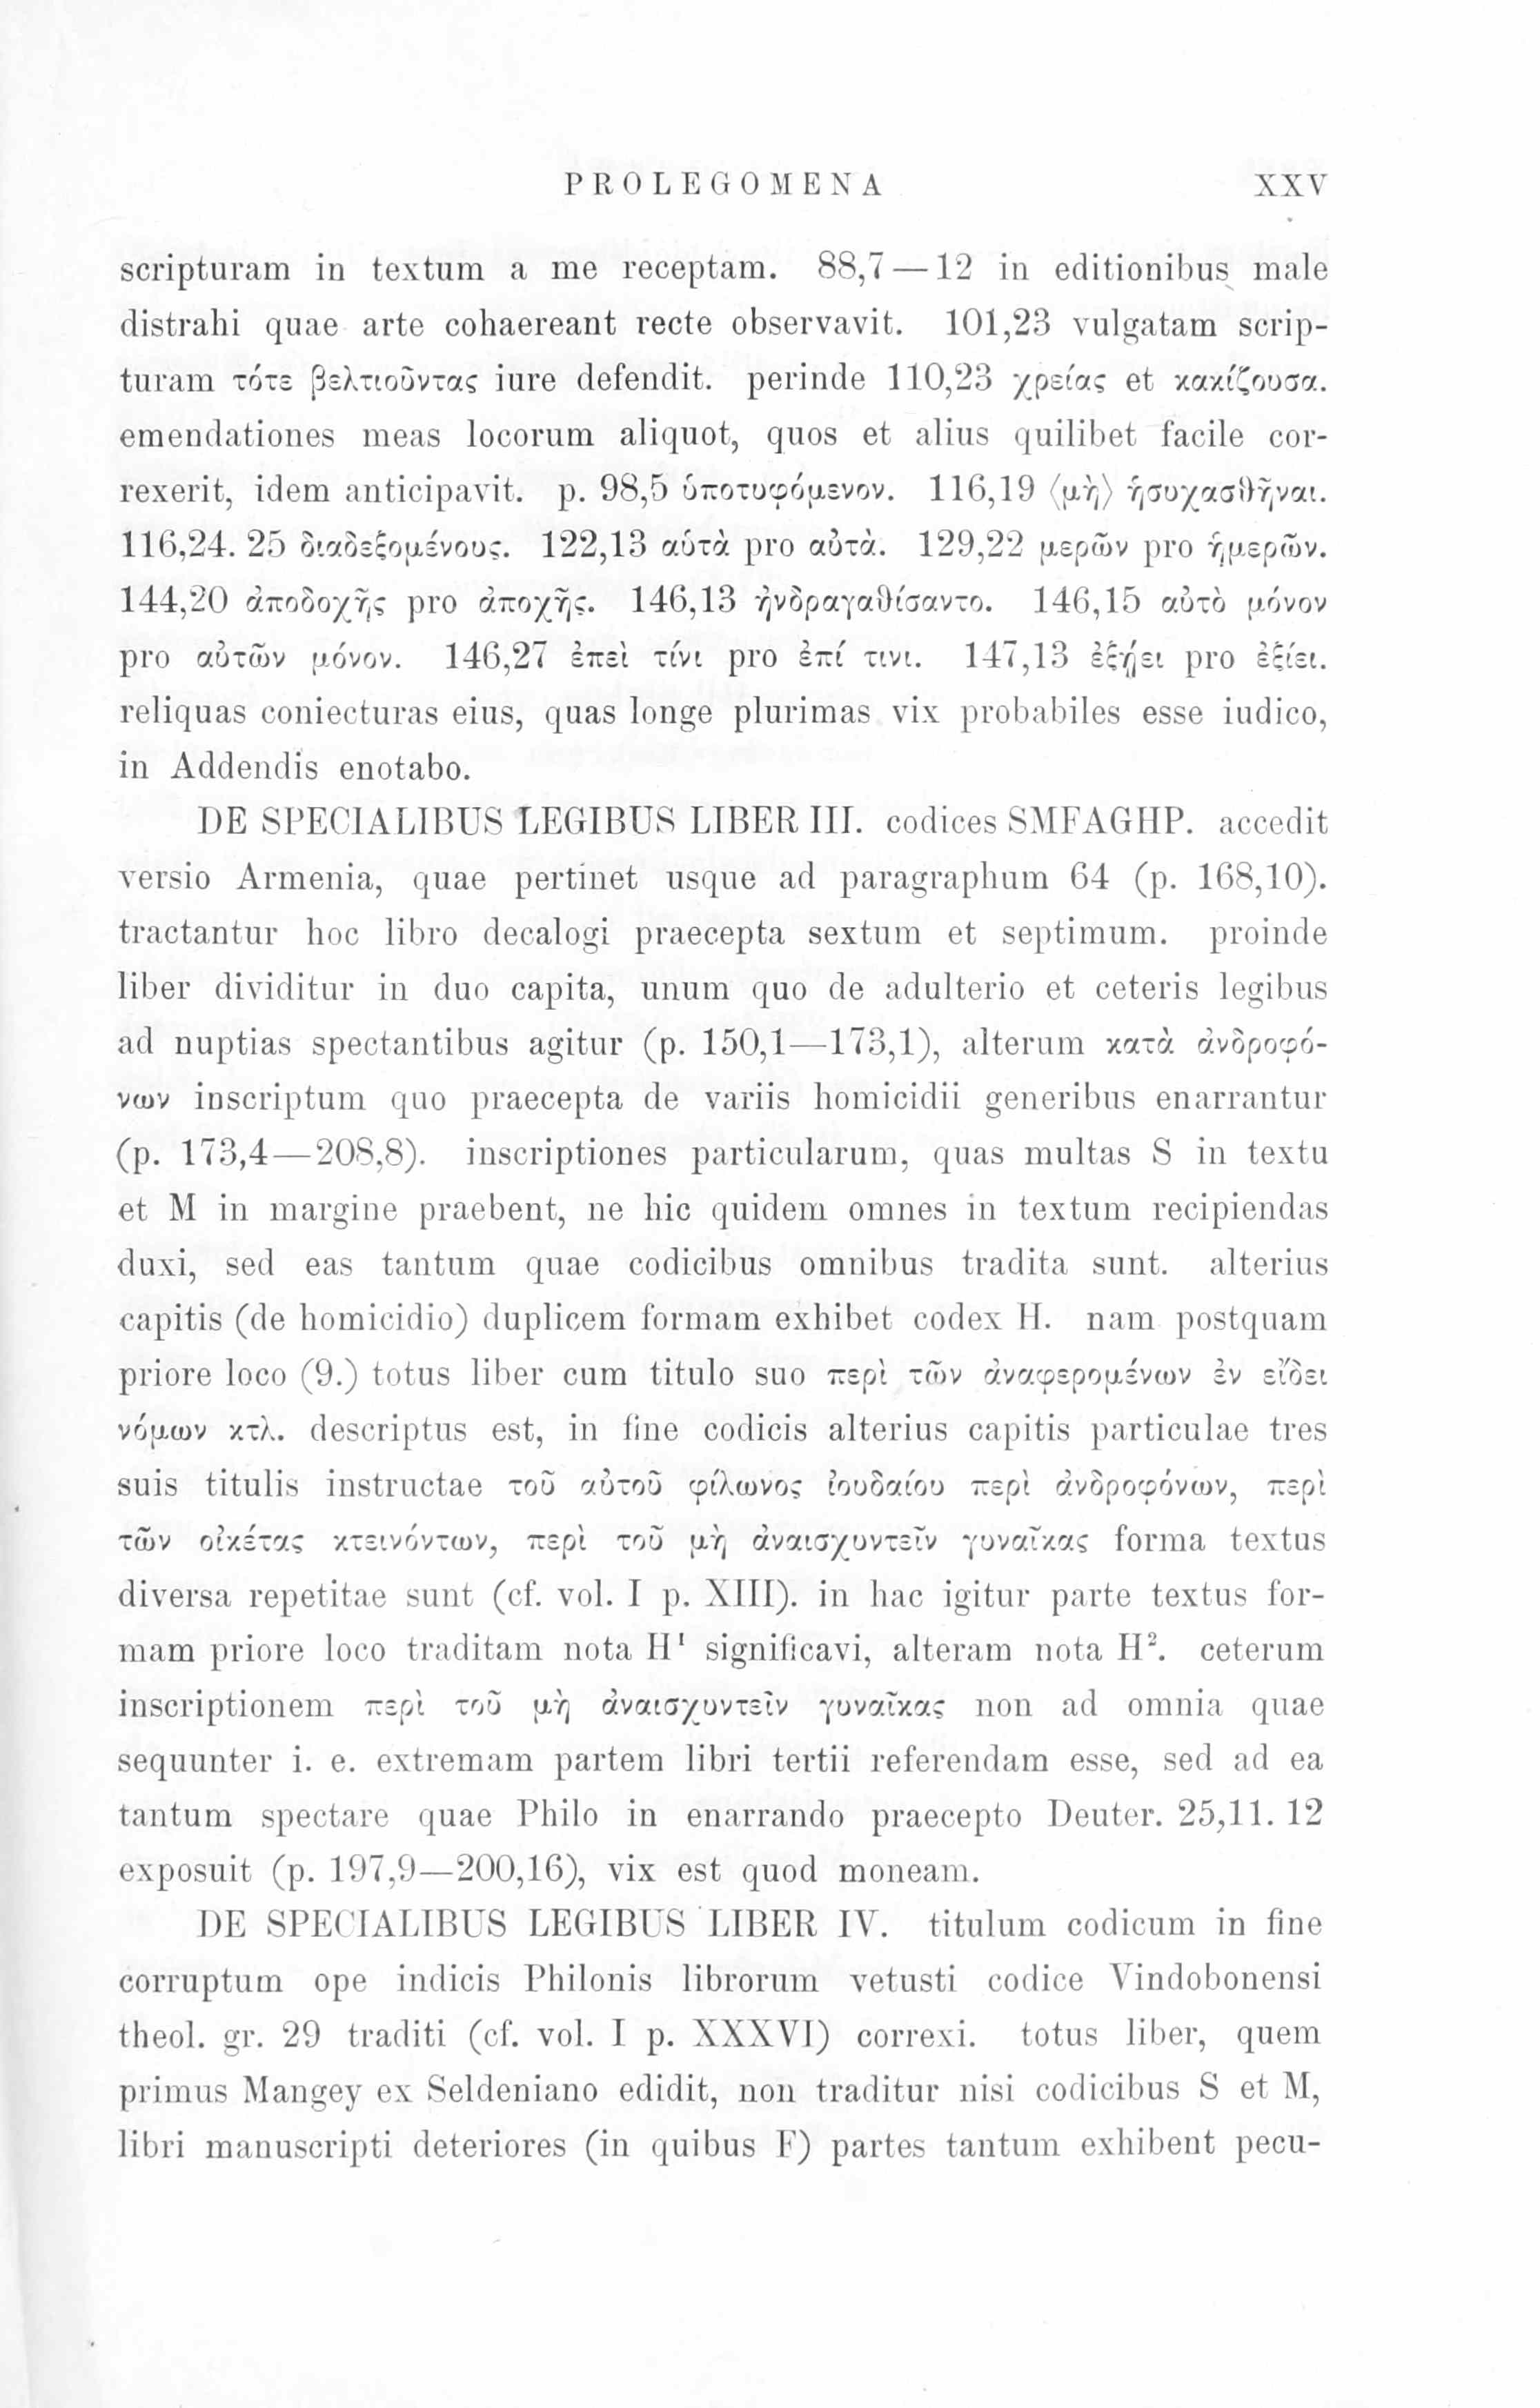 PROLEGOMENA XXV
scripturam in textum a me receptam. 88,7—12 in editionibus male
distrahi quae arte cohaereant recte observavit. 101,23 vulgatam scrip-
turam τότε βελτιοῦντας iure defendit. perinde 110,23 χρείας et κακίζουσα.
emendationes meas locorum aliquot, quos et alius quilibet facile cor-
rexerit, idem anticipavit. p. 98,5 ὑποτυφόμενον. 116,19 ⟨μὴ⟩ ἡσυχασθῆναι.
116,24. 25 διαδεξομένους. 122,13 αὑτὰ pro αὐτὰ. 129,22 μερῶν pro ἡμερῶν.
144,20 ἀποδοχῆς pro ἀποχῆς. 146,13 ἠνδραγαθίσαντο. 146,15 αὐτὸ μόνον
pro αὐτῶν μόνον. 146,27 ἐπεὶ τίνι pro ἐπί τινι. 147,13 ἐξῄει pro ἐξίει.
reliquas coniecturas eius, quas longe plurimas vix probabiles esse iudico,
in Addendis enotabo.
DE SPECIALIBUS LEGIBUS LIBER III. codices SMFAGHP. accedit
versio Armenia, quae pertinet usque ad paragraphum 64 (p. 168,10).
tractantur hoc libro decalogi praecepta sextum et septimum. proinde
liber dividitur in duo capita, unum quo de adulterio et ceteris legibus
ad nuptias spectantibus agitur (p. 150,1—173,1), alterum κατὰ ἀνδροφό-
νων inscriptum quo praecepta de variis homicidii generibus enarrantur
(p. 173,4—208,8). inscriptiones particularum, quas multas S in textu
et M in margine praebent, ne hic quidem omnes in textum recipiendas
duxi, sed eas tantum quae codicibus omnibus tradita sunt. alterius
capitis (de homicidio) duplicem formam exhibet codex H. nam postquam
priore loco (9.) totus liber cum titulo suo περὶ τῶν ἀναφερομένων ἐν εἴδει
νόμων κτλ. descriptus est, in fine codicis alterius capitis particulae tres
suis titulis instructae τοῦ αὐτοῦ φίλωνος ἰουδαίου περὶ ἀνδροφόνων, περὶ
τῶν οἰκέτας κτεινόντων, περὶ τοῦ μὴ ἀναισχυντεῖν γυναῖκας forma textus
diversa repetitae sunt (cf. vol. I p. XIII). in hac igitur parte textus for-
mam priore loco traditam nota H¹ significavi, alteram nota H². ceterum
inscriptionem περὶ τοῦ μὴ ἀναισχυντεῖν γυναῖκας non ad omnia quae
sequunter i. e. extremam partem libri tertii referendam esse, sed ad ea
tantum spectare quae Philo in enarrando praecepto Deuter. 25,11. 12
exposuit (p. 197,9—200,16), vix est quod moneam.
DE SPECIALIBUS LEGIBUS LIBER IV. titulum codicum in fine
corruptum ope indicis Philonis librorum vetusti codice Vindobonensi
theol. gr. 29 traditi (cf. vol. I p. XXXVI) correxi. totus liber, quem
primus Mangey ex Seldeniano edidit, non traditur nisi codicibus S et M,
libri manuscripti deteriores (in quibus F) partes tantum exhibent pecu-